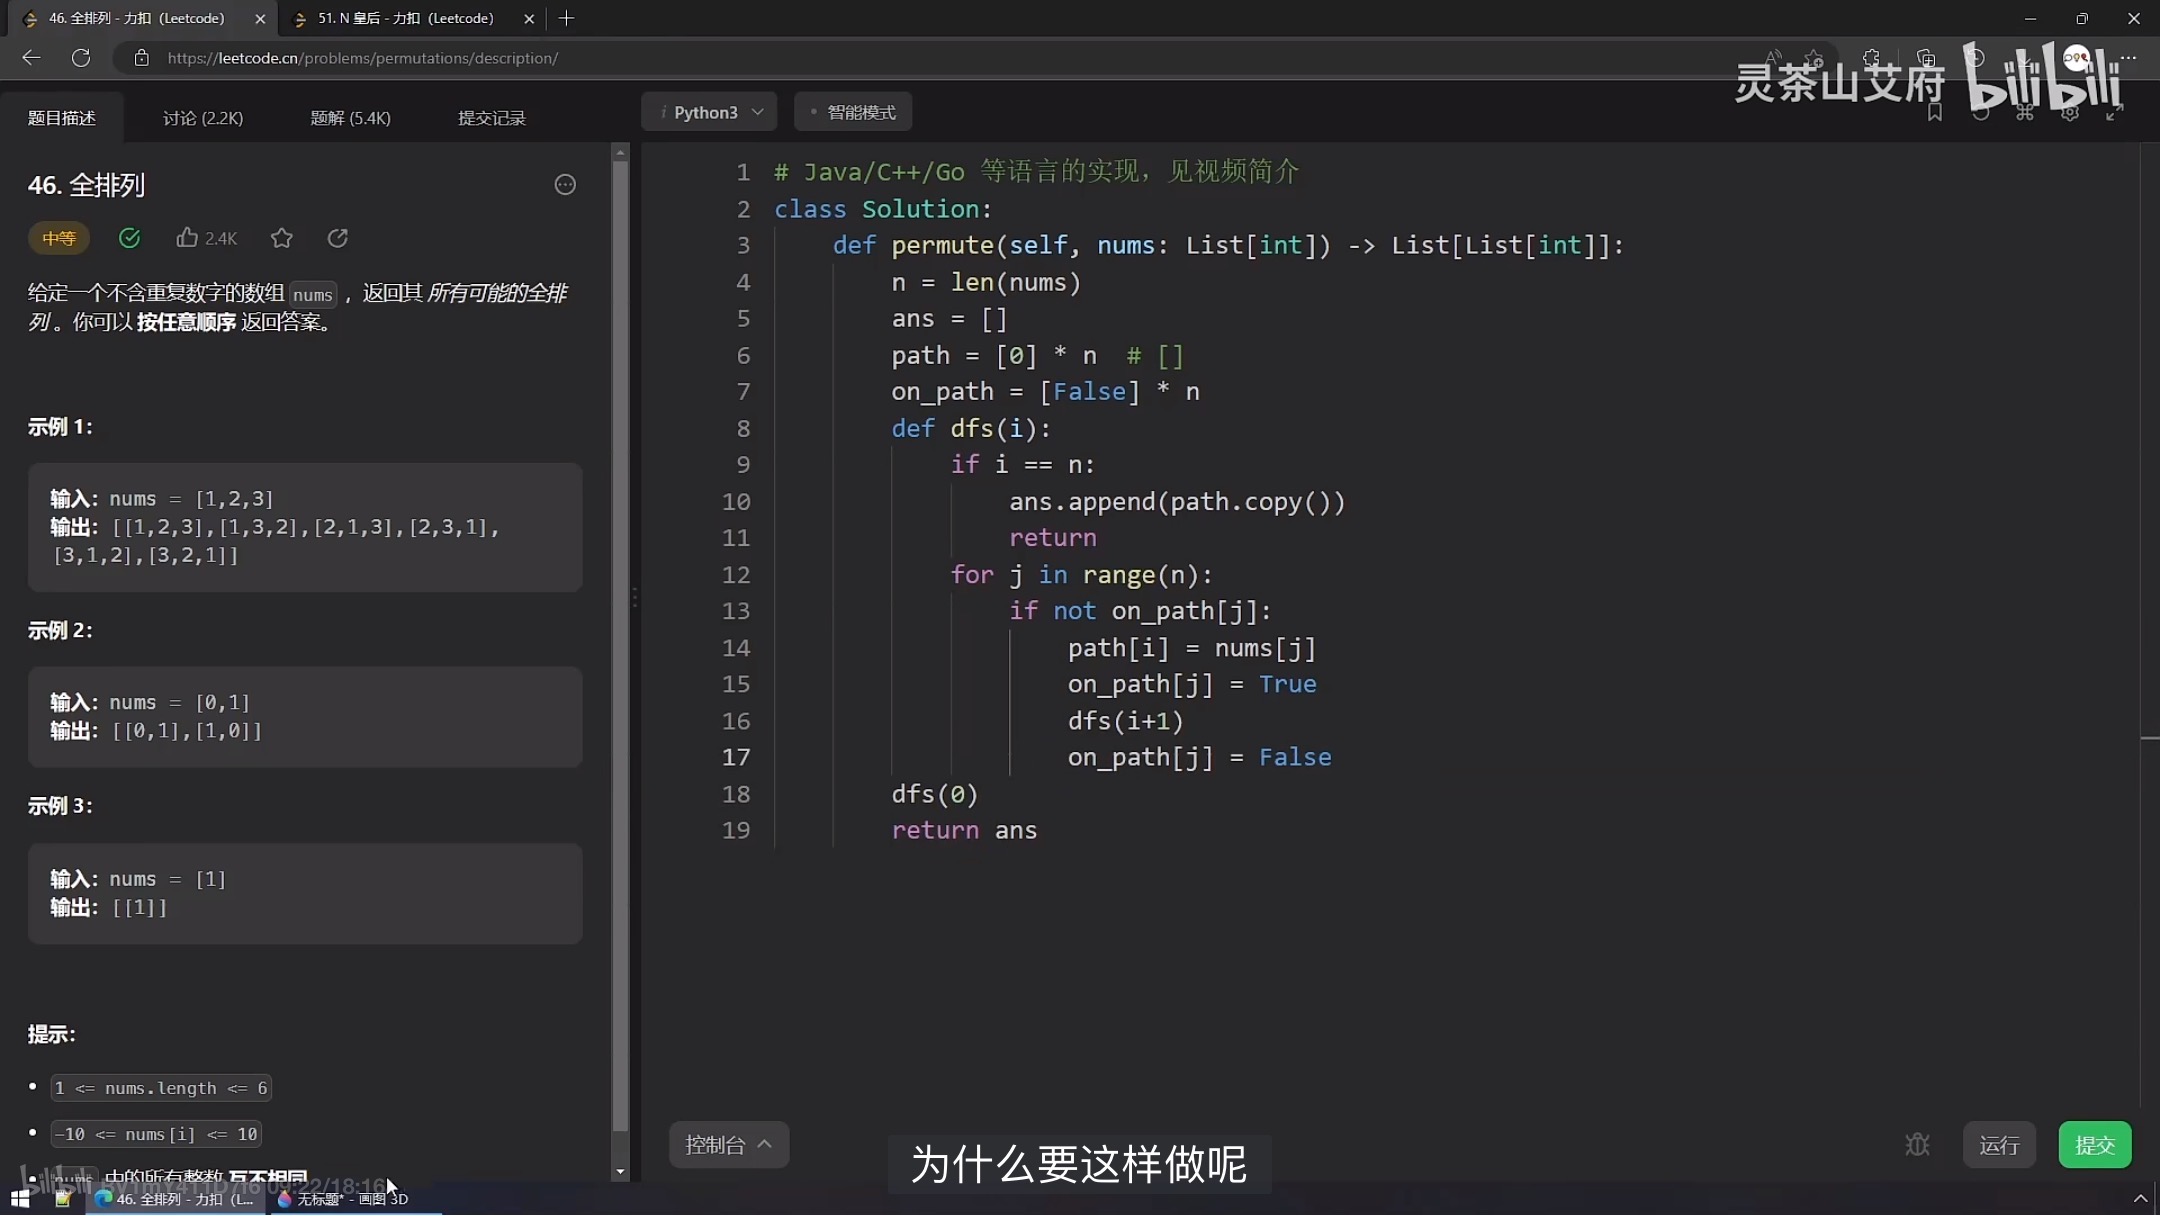 46. 全排列 - 力扣（Leetcode）
51. N 皇后 - 力扣（Leetcode）
https://leetcode.cn/problems/permutations/description/
灵茶山艾府 bilibili
题目描述 讨论 (2.2K) 题解 (5.4K) 提交记录
i Python3 • 智能模式
46. 全排列
中等 2.4K
给定一个不含重复数字的数组 nums ，返回其 所有可能的全排
列 。你可以 按任意顺序 返回答案。
示例 1：
输入：nums = [1,2,3]
输出：[[1,2,3],[1,3,2],[2,1,3],[2,3,1],
[3,1,2],[3,2,1]]
示例 2：
输入：nums = [0,1]
输出：[[0,1],[1,0]]
示例 3：
输入：nums = [1]
输出：[[1]]
提示：
• 1 <= nums.length <= 6
• -10 <= nums[i] <= 10
• nums 中的所有整数 互不相同
1 # Java/C++/Go 等语言的实现，见视频简介
2 class Solution:
3 def permute(self, nums: List[int]) -> List[List[int]]:
4 n = len(nums)
5 ans = []
6 path = [0] * n # []
7 on_path = [False] * n
8 def dfs(i):
9 if i == n:
10 ans.append(path.copy())
11 return
12 for j in range(n):
13 if not on_path[j]:
14 path[i] = nums[j]
15 on_path[j] = True
16 dfs(i+1)
17 on_path[j] = False
18 dfs(0)
19 return ans
控制台 运行 提交
为什么要这样做呢
bilibili 09:22/18:16
46. 全排列 - 力扣（L... 无标题* - 画图 3D